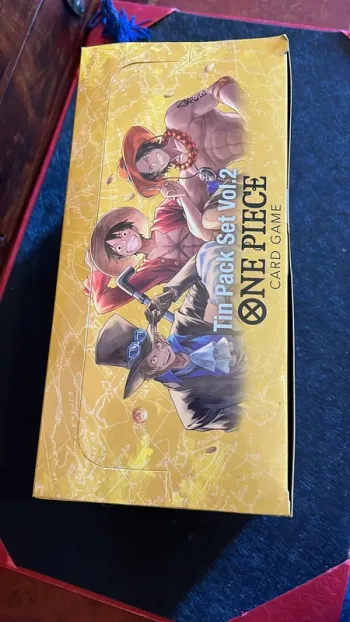 Tin Pack Set Vol.2
ONE PIECE
CARD GAME